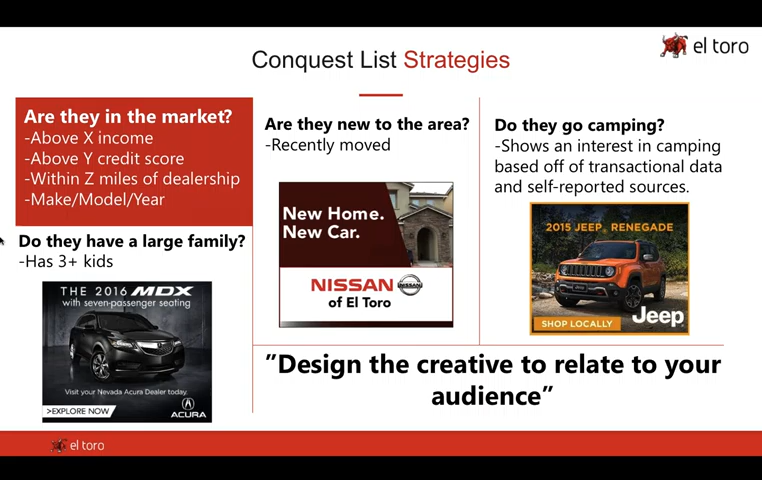 el toro
Conquest List Strategies
Are they in the market?
-Above X income
-Above Y credit score
-Within Z miles of dealership
-Make/Model/Year
Do they have a large family?
-Has 3+ kids
THE 2016 MDX
with seven-passenger seating
Visit your Nevada Acura Dealer today.
>EXPLORE NOW
ACURA
Are they new to the area?
-Recently moved
New Home.
New Car.
NISSAN
NISSAN
of El Toro
Do they go camping?
-Shows an interest in camping
based off of transactional data
and self-reported sources.
2015 JEEP. RENEGADE
SHOP LOCALLY
Jeep
"Design the creative to relate to your
audience”
el toro